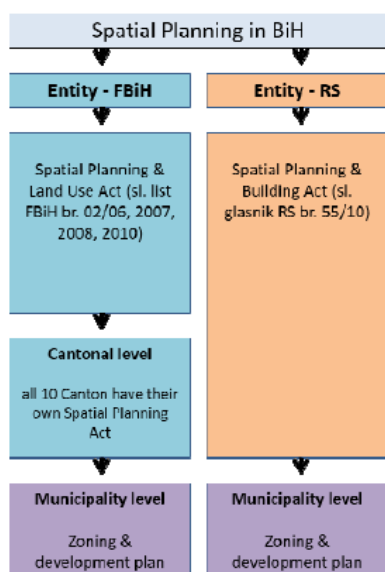 Spatial Planning in BiH
Entity - FBiH
Spatial Planning &
Land Use Act (sl. list
FBiH br. 02/06, 2007,
2008, 2010)
Cantonal level
all 10 Canton have their
own Spatial Planning
Act
Municipality level
Zoning &
development plan
Entity - RS
Spatial Planning &
Building Act (sl.
glasnik RS br. 55/10)
Municipality level
Zoning &
development plan